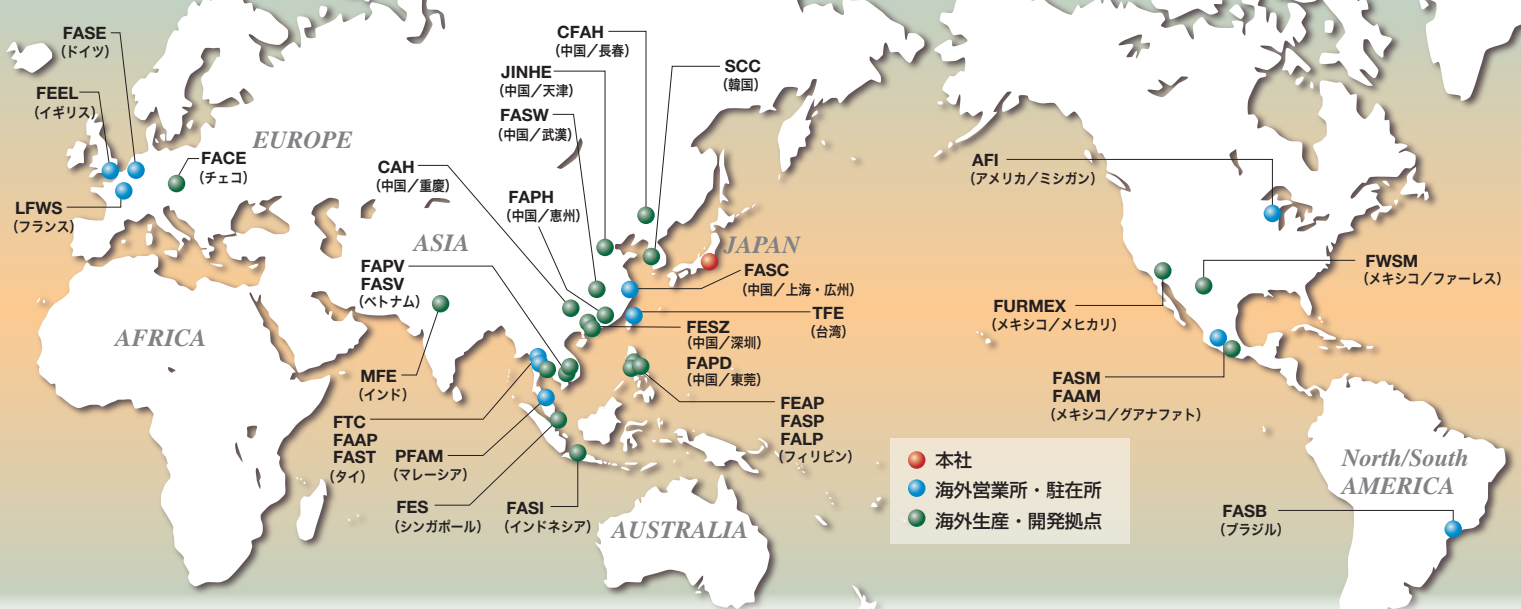 FASE
（ドイツ）
FEEL
（イギリス）
EUROPE
FACE
（チェコ）
LFWS
（フランス）
CFAH
（中国／長春）
JINHE
（中国／天津）
SCC
（韓国）
FASW
（中国／武漢）
CAH
（中国／重慶）
FAPH
（中国／恵州）
ASIA
JAPAN
FAPV
FASV
（ベトナム）
FASC
（中国／上海・広州）
AFRICA
TFE
（台湾）
FESZ
（中国／深圳）
FAPD
（中国／東莞）
MFE
（インド）
FTC
FAAP
FAST
（タイ）
PFAM
（マレーシア）
FEAP
FASP
FALP
（フィリピン）
FES
（シンガポール）
FASI
（インドネシア）
AUSTRALIA
AFI
（アメリカ／ミシガン）
FWSM
（メキシコ／ファーレス）
FURMEX
（メキシコ／メヒカリ）
FASM
FAAM
（メキシコ／グアナファト）
North/South
AMERICA
FASB
（ブラジル）
本社
海外営業所・駐在所
海外生産・開発拠点